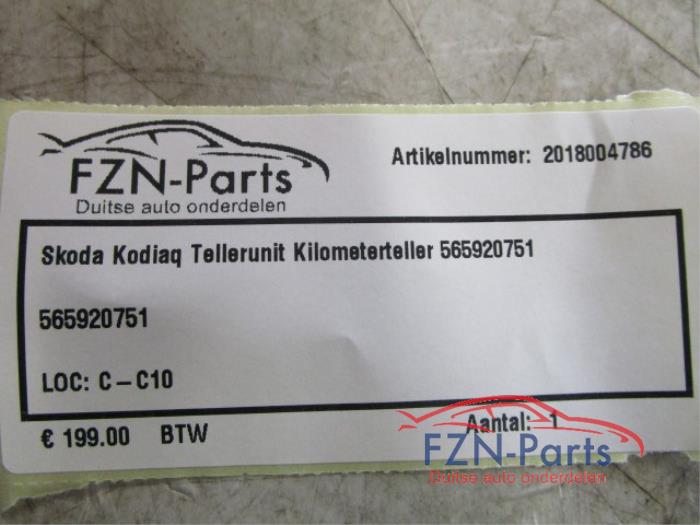 FZN-Parts
Duitse auto onderdelen
Artikelnummer: 2018004786
Skoda Kodiaq Tellerunit Kilometerteller 565920751
565920751
LOC: C-C10
€ 199.00 BTW
Aantal: 1
FZN-Parts
Duitse auto onderdelen